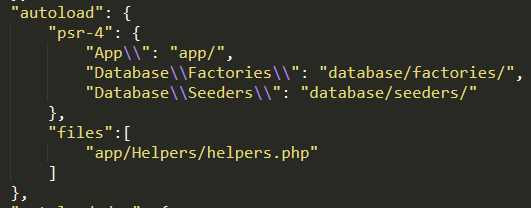 "autoload": {
"psr-4": {
"App\\": "app/",
"Database\\Factories\\": "database/factories/",
"Database\\Seeders\\": "database/seeders/"
},
"files":[
"app/Helpers/helpers.php"
]
},